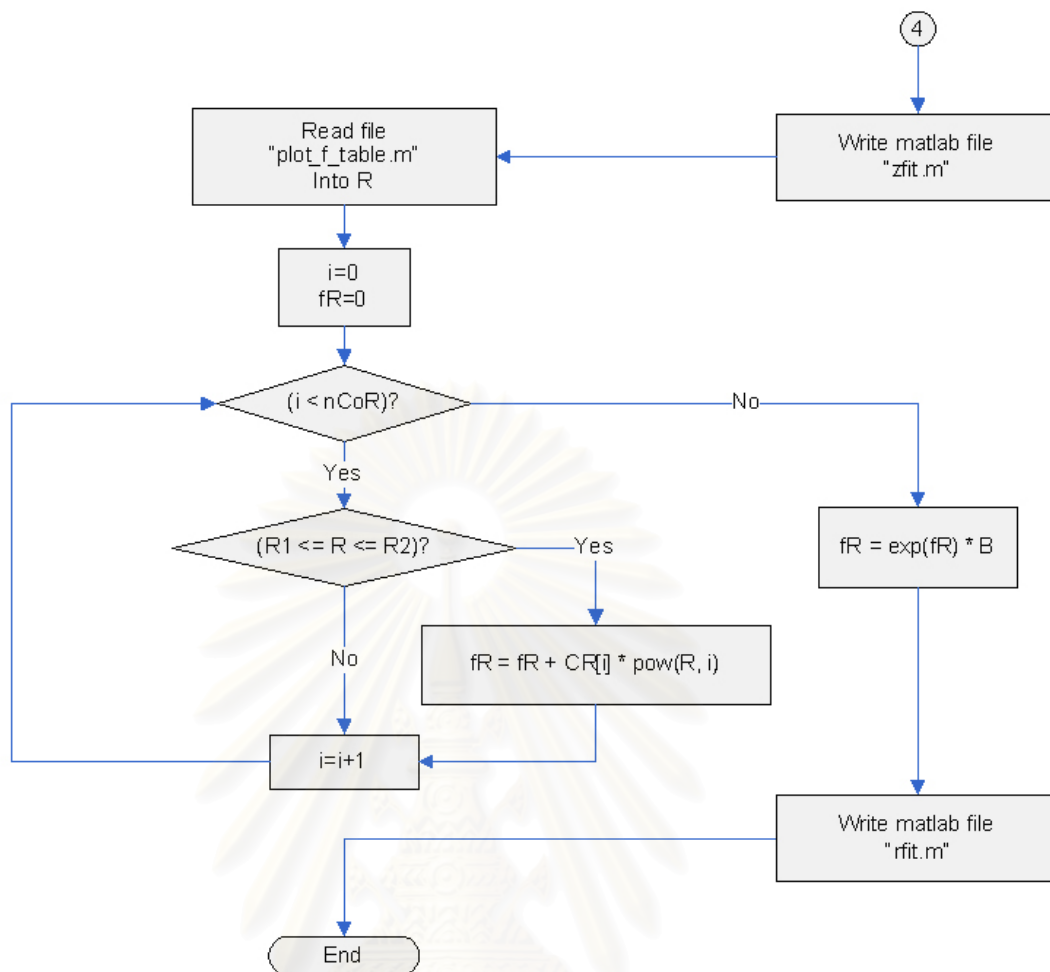 4
Write matlab file
"zfit.m"
Read file
"plot_f_table.m"
Into R
i=0
fR=0
(i < nCoR)?
No
Yes
(R1 <= R <= R2)?
Yes
fR = exp(fR) * B
No
fR = fR + CR[i] * pow(R, i)
i=i+1
Write matlab file
"rfit.m"
End